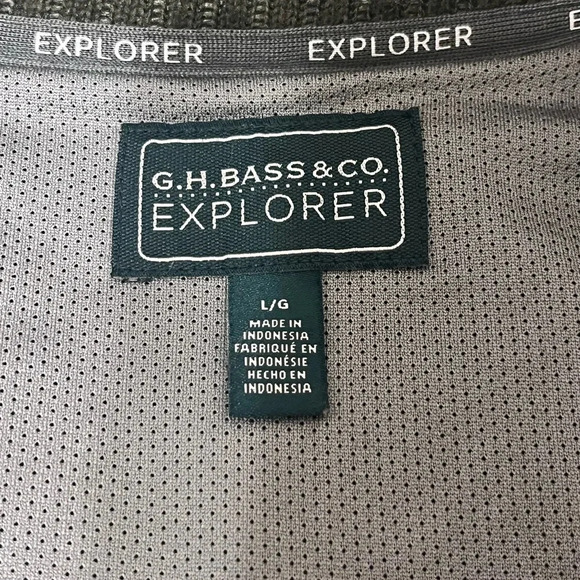 EXPLORER EXPLORER
G.H. BASS & CO.
EXPLORER
L/G
MADE IN
INDONESIA
FABRIQUÉ EN
INDONÉSIE
HECHO EN
INDONESIA